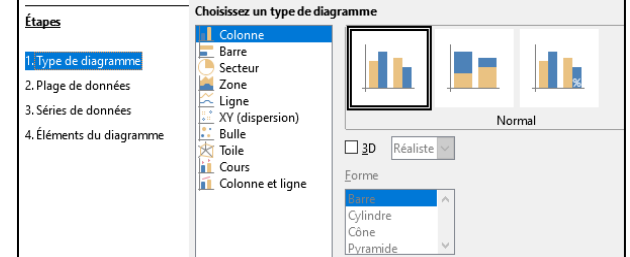 Étapes
1. Type de diagramme
2. Plage de données
3. Séries de données
4. Éléments du diagramme
Choisissez un type de diagramme
Colonne
Barre
Secteur
Zone
Ligne
XY (dispersion)
Bulle
Toile
Cours
Colonne et ligne
%
Normal
3D Réaliste
Forme
Barre
Cylindre
Cône
Pyramide